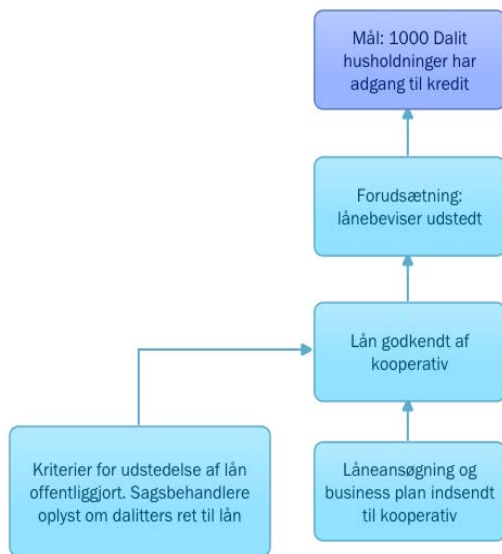 Mål: 1000 Dalit
husholdninger har
adgang til kredit
Forudsætning:
lånebeviser udstedt
Lån godkendt af
kooperativ
Kriterier for udstedelse af lån
offentliggjort. Sagsbehandlere
oplyst om dalitters ret til lån
Låneansøgning og
business plan indsendt
til kooperativ